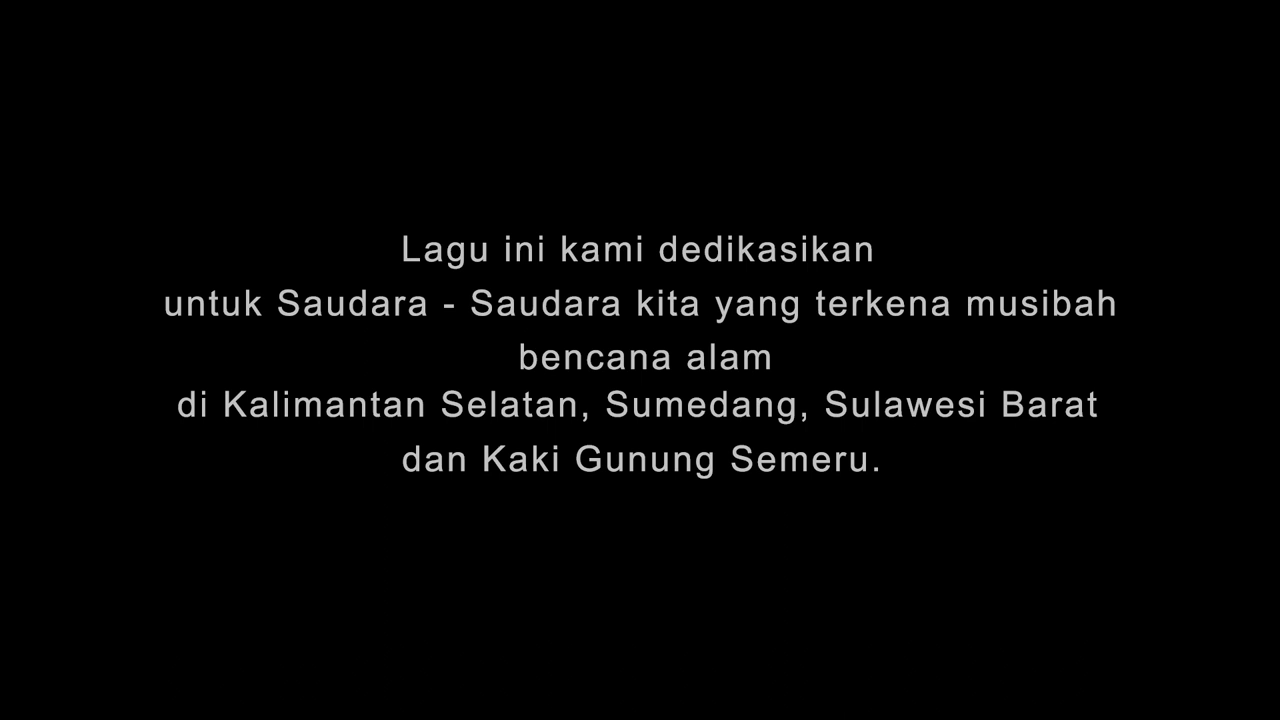 Lagu ini kami dedikasikan
untuk Saudara - Saudara kita yang terkena musibah
bencana alam
di Kalimantan Selatan, Sumedang, Sulawesi Barat
dan Kaki Gunung Semeru.